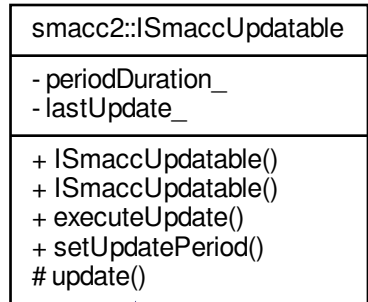 smacc2::ISmaccUpdatable
- periodDuration_
- lastUpdate_
+ ISmaccUpdatable()
+ ISmaccUpdatable()
+ executeUpdate()
+ setUpdatePeriod()
# update()